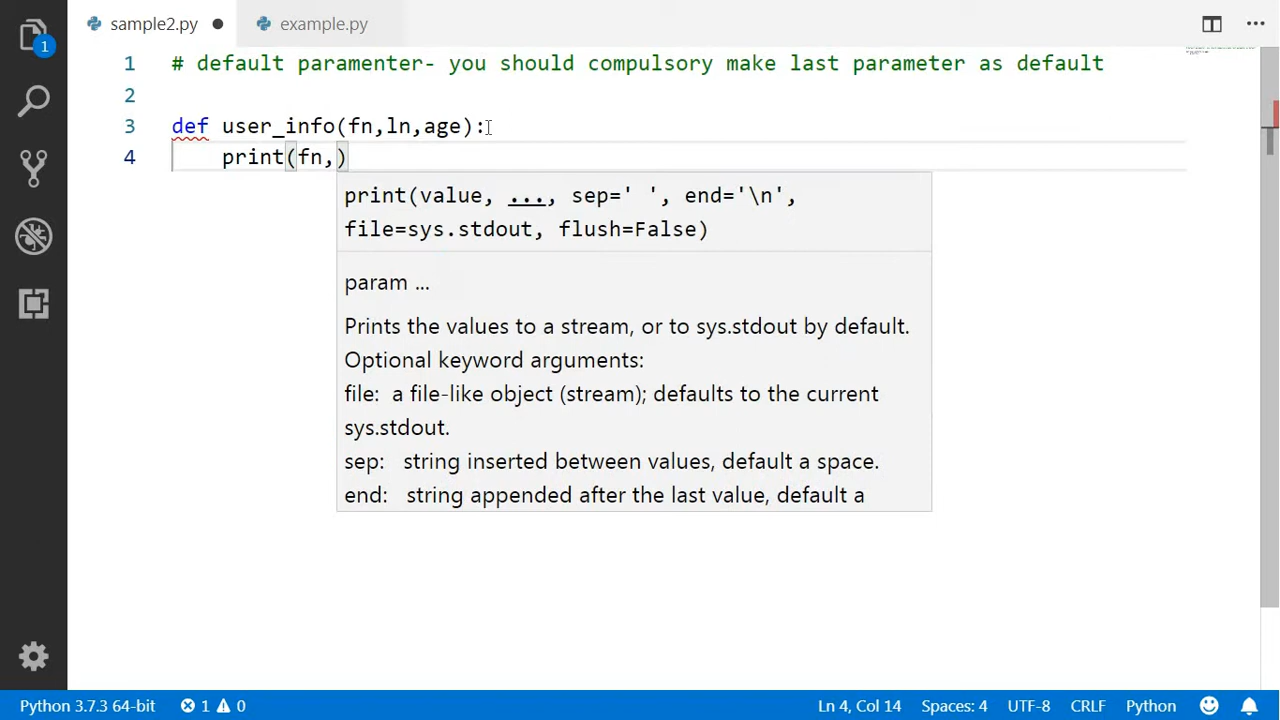 sample2.py
example.py
1
1 # default paramenter- you should compulsory make last parameter as default
2
3 def user_info(fn,ln,age):
4 print(fn,)
print(value, ..., sep=' ', end='\n',
file=sys.stdout, flush=False)
param ...
Prints the values to a stream, or to sys.stdout by default.
Optional keyword arguments:
file: a file-like object (stream); defaults to the current
sys.stdout.
sep: string inserted between values, default a space.
end: string appended after the last value, default a
Python 3.7.3 64-bit 1 0 Ln 4, Col 14 Spaces: 4 UTF-8 CRLF Python